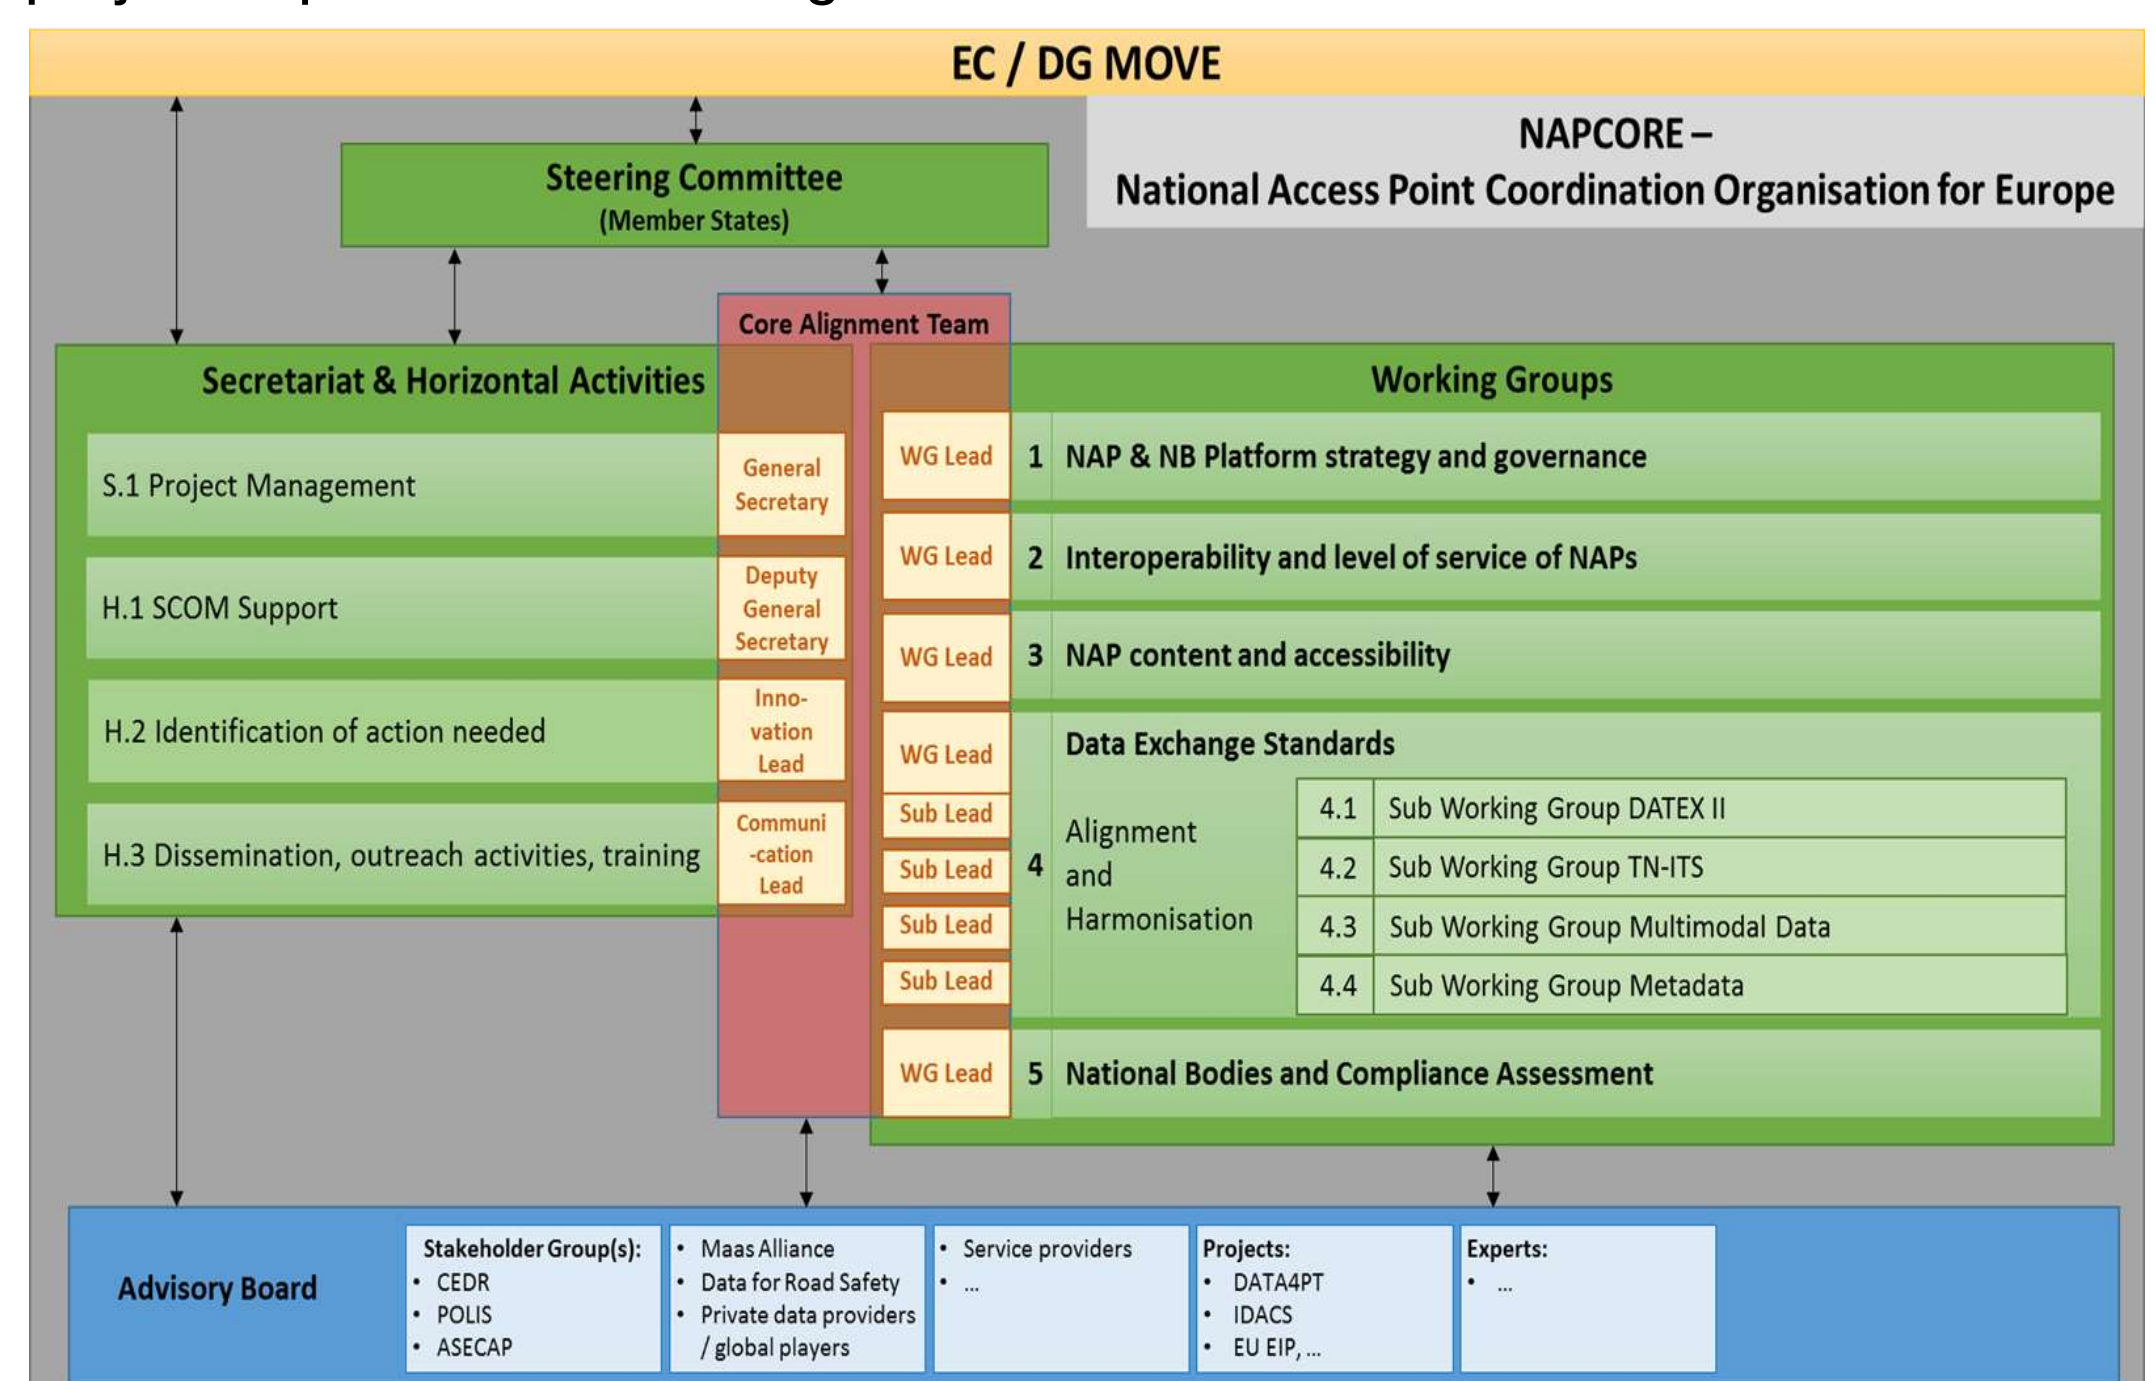 EC / DG MOVE
NAPCORE –
National Access Point Coordination Organisation for Europe
Steering Committee
(Member States)
Core Alignment Team
Secretariat & Horizontal Activities
S.1 Project Management
General
Secretary
H.1 SCOM Support
Deputy
General
Secretary
H.2 Identification of action needed
Inno-
vation
Lead
H.3 Dissemination, outreach activities, training
Communi
-cation
Lead
Working Groups
WG Lead
1 NAP & NB Platform strategy and governance
WG Lead
2 Interoperability and level of service of NAPs
WG Lead
3 NAP content and accessibility
WG Lead
Sub Lead
Sub Lead
Sub Lead
Sub Lead
4
Data Exchange Standards
Alignment
and
Harmonisation
4.1 Sub Working Group DATEX II
4.2 Sub Working Group TN-ITS
4.3 Sub Working Group Multimodal Data
4.4 Sub Working Group Metadata
WG Lead
5 National Bodies and Compliance Assessment
Advisory Board
Stakeholder Group(s):
• CEDR
• POLIS
• ASECAP
• Maas Alliance
• Data for Road Safety
• Private data providers
/ global players
• Service providers
• ...
Projects:
• DATA4PT
• IDACS
• EU EIP, ...
Experts:
• ...